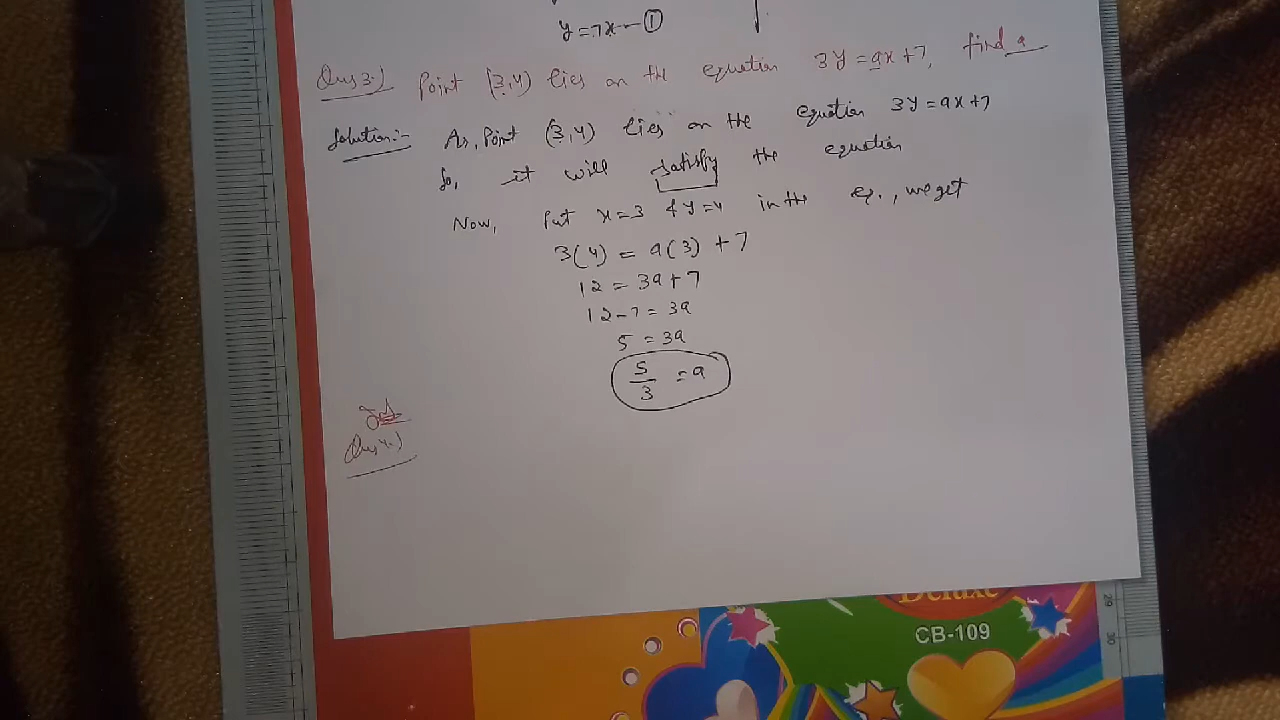 y = 7x — ①
Ques 3.) Point (3,4) lies on the equation 3y = ax + 7, find a
Solution:- As, Point (3,4) lies on the equation 3y = ax + 7
So, it will satisfy the equation
Now, Put x = 3 & y = 4 in the eq., we get
3(4) = a(3) + 7
12 = 3a + 7
12 - 7 = 3a
5 = 3a
5/3 = a
Ques 4.)
Deluxe
CB-109
29
30